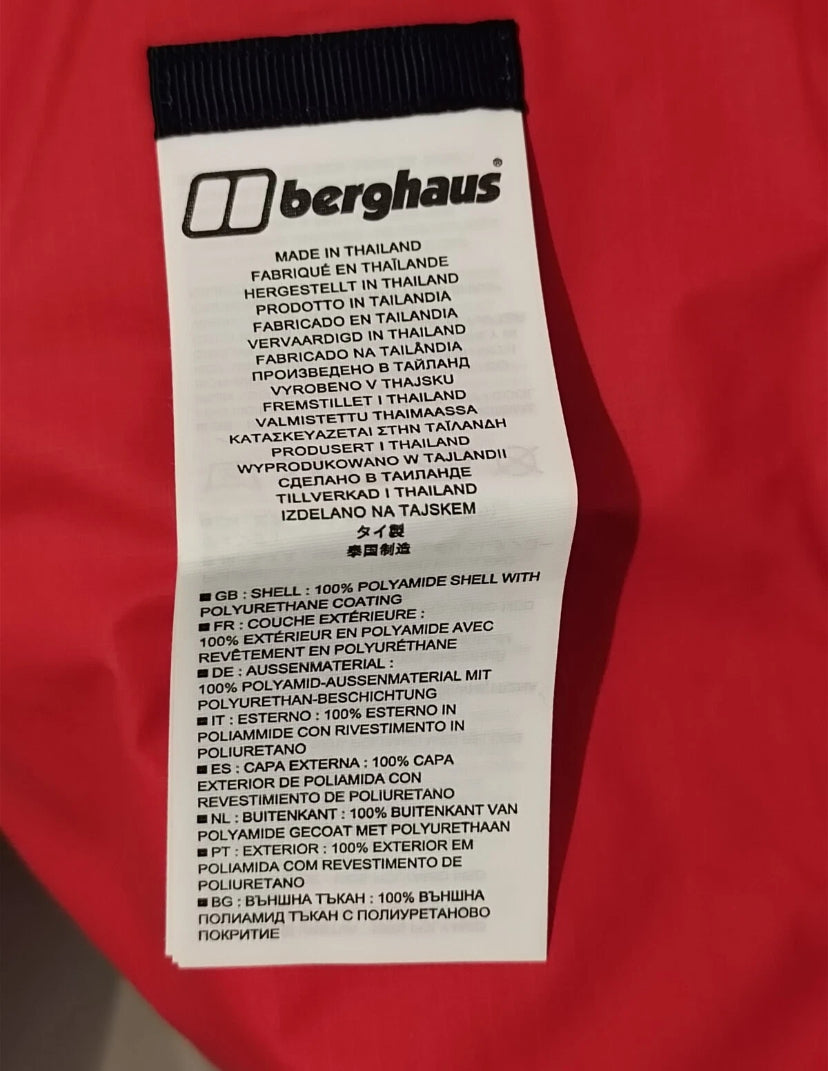 berghaus®
MADE IN THAILAND
FABRIQUÉ EN THAÏLANDE
HERGESTELLT IN THAILAND
PRODOTTO IN TAILANDIA
FABRICADO EN TAILANDIA
VERVAARDIGD IN THAILAND
FABRICADO NA TAILÂNDIA
ПРОИЗВЕДЕНО В ТАЙЛАНД
VYROBENO V THAJSKU
FREMSTILLET I THAILAND
VALMISTETTU THAIMAASSA
ΚΑΤΑΣΚΕΥΑΖΕΤΑΙ ΣΤΗΝ ΤΑΪΛΑΝΔΗ
PRODUSERT I THAILAND
WYPRODUKOWANO W TAJLANDII
СДЕЛАНО В ТАИЛАНДЕ
TILLVERKAD I THAILAND
IZDELANO NA TAJSKEM
タイ製
泰国制造
■ GB : SHELL : 100% POLYAMIDE SHELL WITH
POLYURETHANE COATING
■ FR : COUCHE EXTÉRIEURE :
100% EXTÉRIEUR EN POLYAMIDE AVEC
REVÊTEMENT EN POLYURÉTHANE
■ DE : AUSSENMATERIAL :
100% POLYAMID-AUSSENMATERIAL MIT
POLYURETHAN-BESCHICHTUNG
■ IT : ESTERNO : 100% ESTERNO IN
POLIAMMIDE CON RIVESTIMENTO IN
POLIURETANO
■ ES : CAPA EXTERNA : 100% CAPA
EXTERIOR DE POLIAMIDA CON
REVESTIMIENTO DE POLIURETANO
■ NL : BUITENKANT : 100% BUITENKANT VAN
POLYAMIDE GECOAT MET POLYURETHAAN
■ PT : EXTERIOR : 100% EXTERIOR EM
POLIAMIDA COM REVESTIMENTO DE
POLIURETANO
■ BG : ВЪНШНА ТЪКАН : 100% ВЪНШНА
ПОЛИАМИД ТЪКАН С ПОЛИУРЕТАНОВО
ПОКРИТИЕ